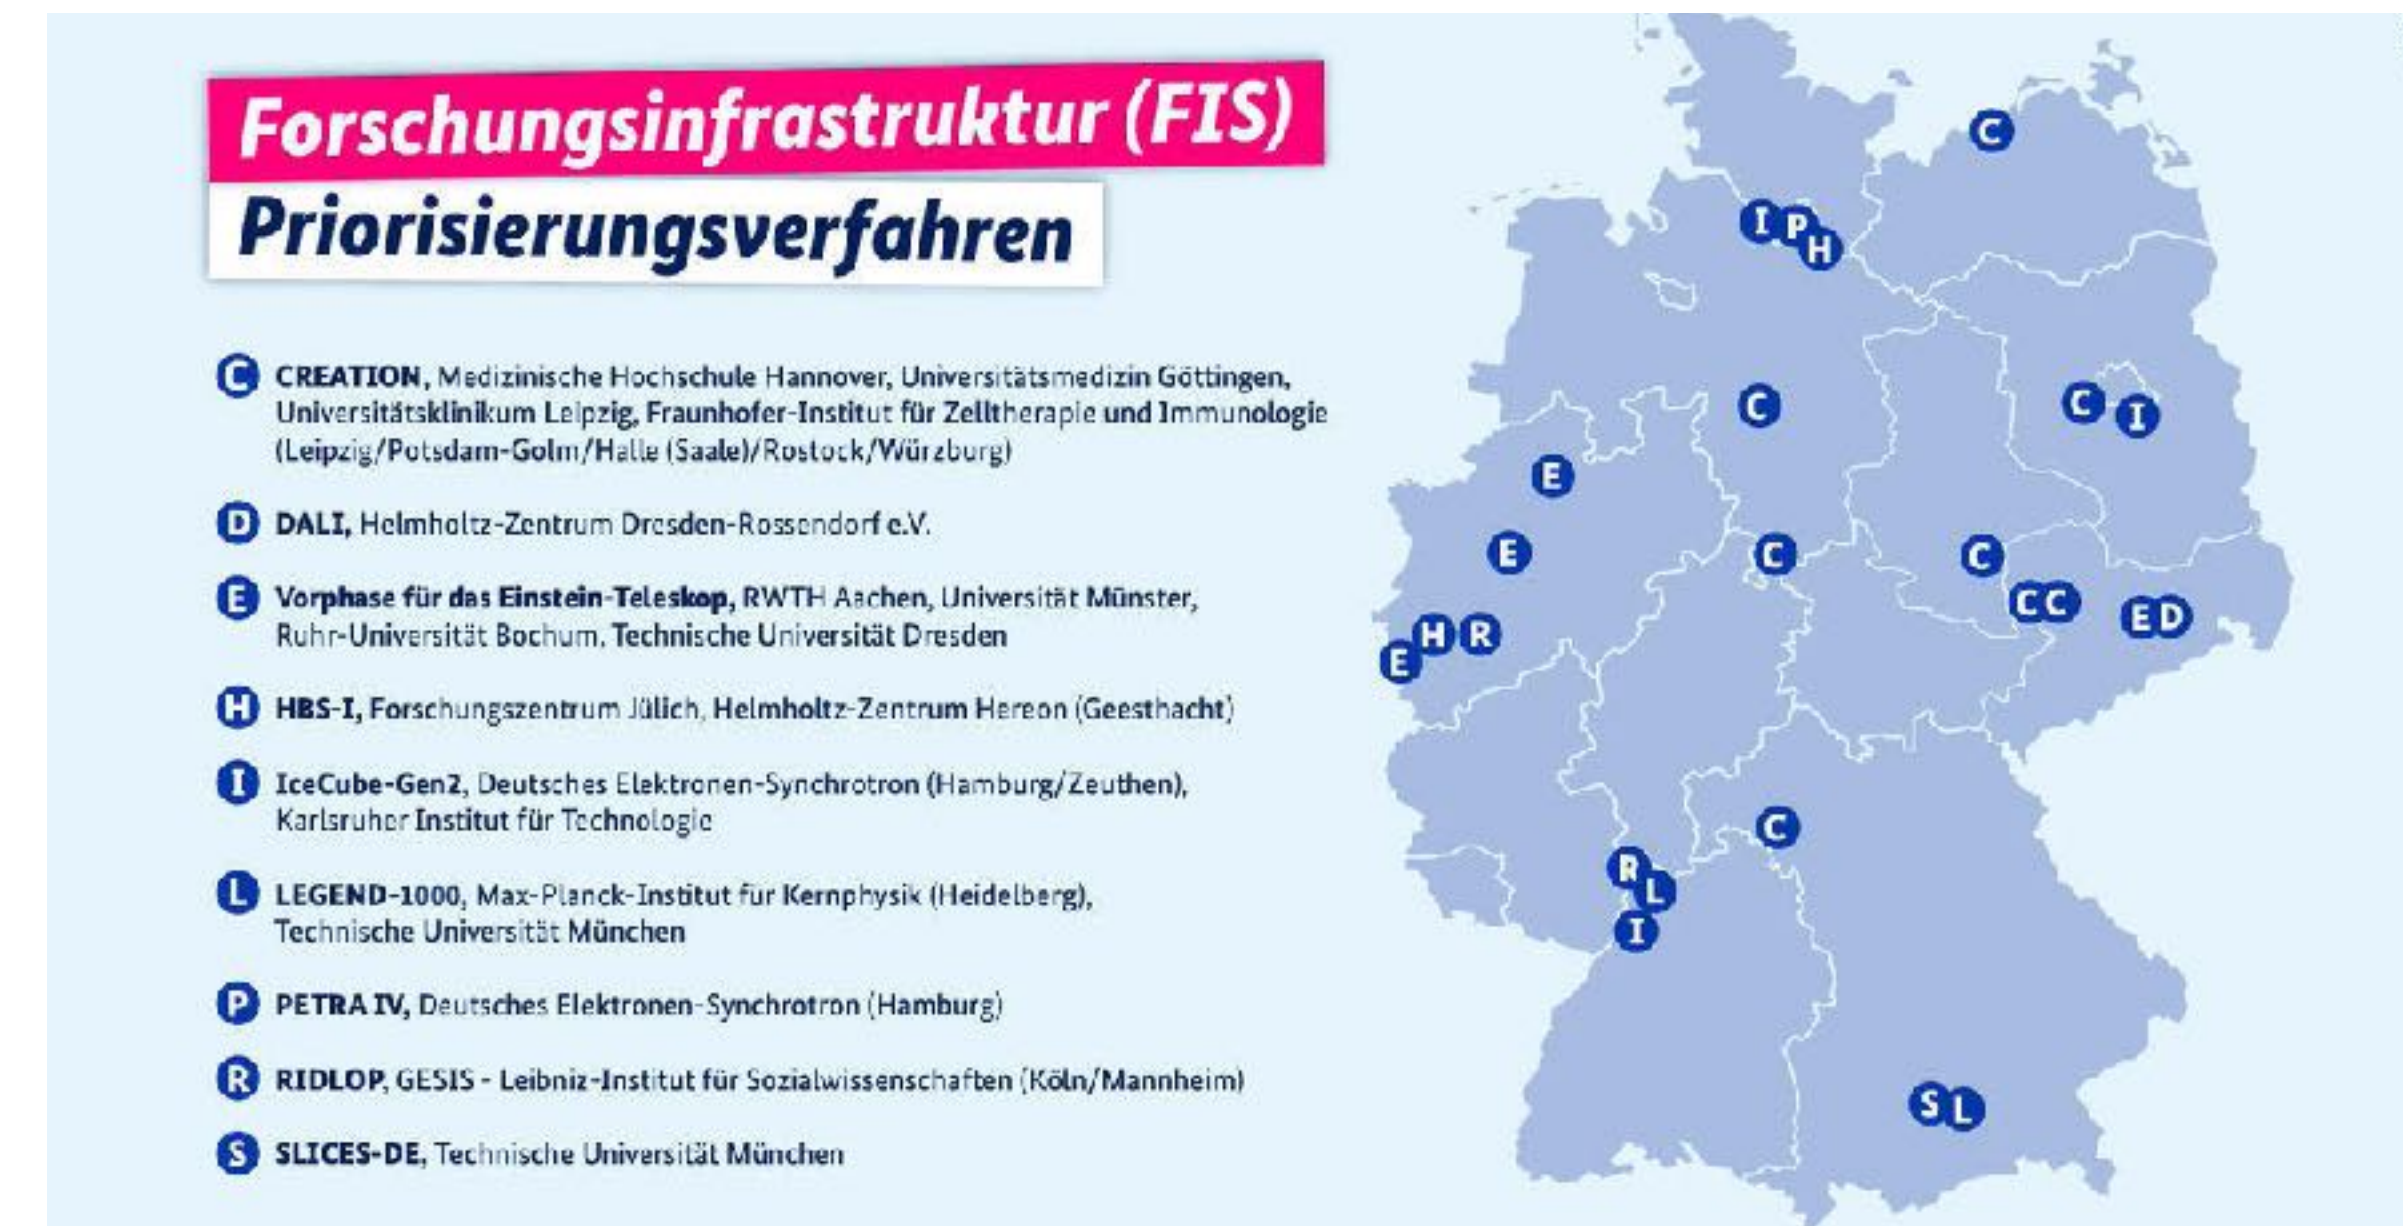 Forschungsinfrastruktur (FIS)
Priorisierungsverfahren
C CREATION, Medizinische Hochschule Hannover, Universitätsmedizin Göttingen,
Universitätsklinikum Leipzig, Fraunhofer-Institut für Zelltherapie und Immunologie
(Leipzig/Potsdam-Golm/Halle (Saale)/Rostock/Würzburg)
D DALI, Helmholtz-Zentrum Dresden-Rossendorf e.V.
E Vorphase für das Einstein-Teleskop, RWTH Aachen, Universität Münster,
Ruhr-Universität Bochum, Technische Universität Dresden
H HBS-I, Forschungszentrum Jülich, Helmholtz-Zentrum Hereon (Geesthacht)
I IceCube-Gen2, Deutsches Elektronen-Synchrotron (Hamburg/Zeuthen),
Karlsruher Institut für Technologie
L LEGEND-1000, Max-Planck-Institut für Kernphysik (Heidelberg),
Technische Universität München
P PETRA IV, Deutsches Elektronen-Synchrotron (Hamburg)
R RIDLOP, GESIS - Leibniz-Institut für Sozialwissenschaften (Köln/Mannheim)
S SLICES-DE, Technische Universität München
C
I P H
C
C I
E
E
C
C
C C
E D
H R
E
C
R
L
I
S L